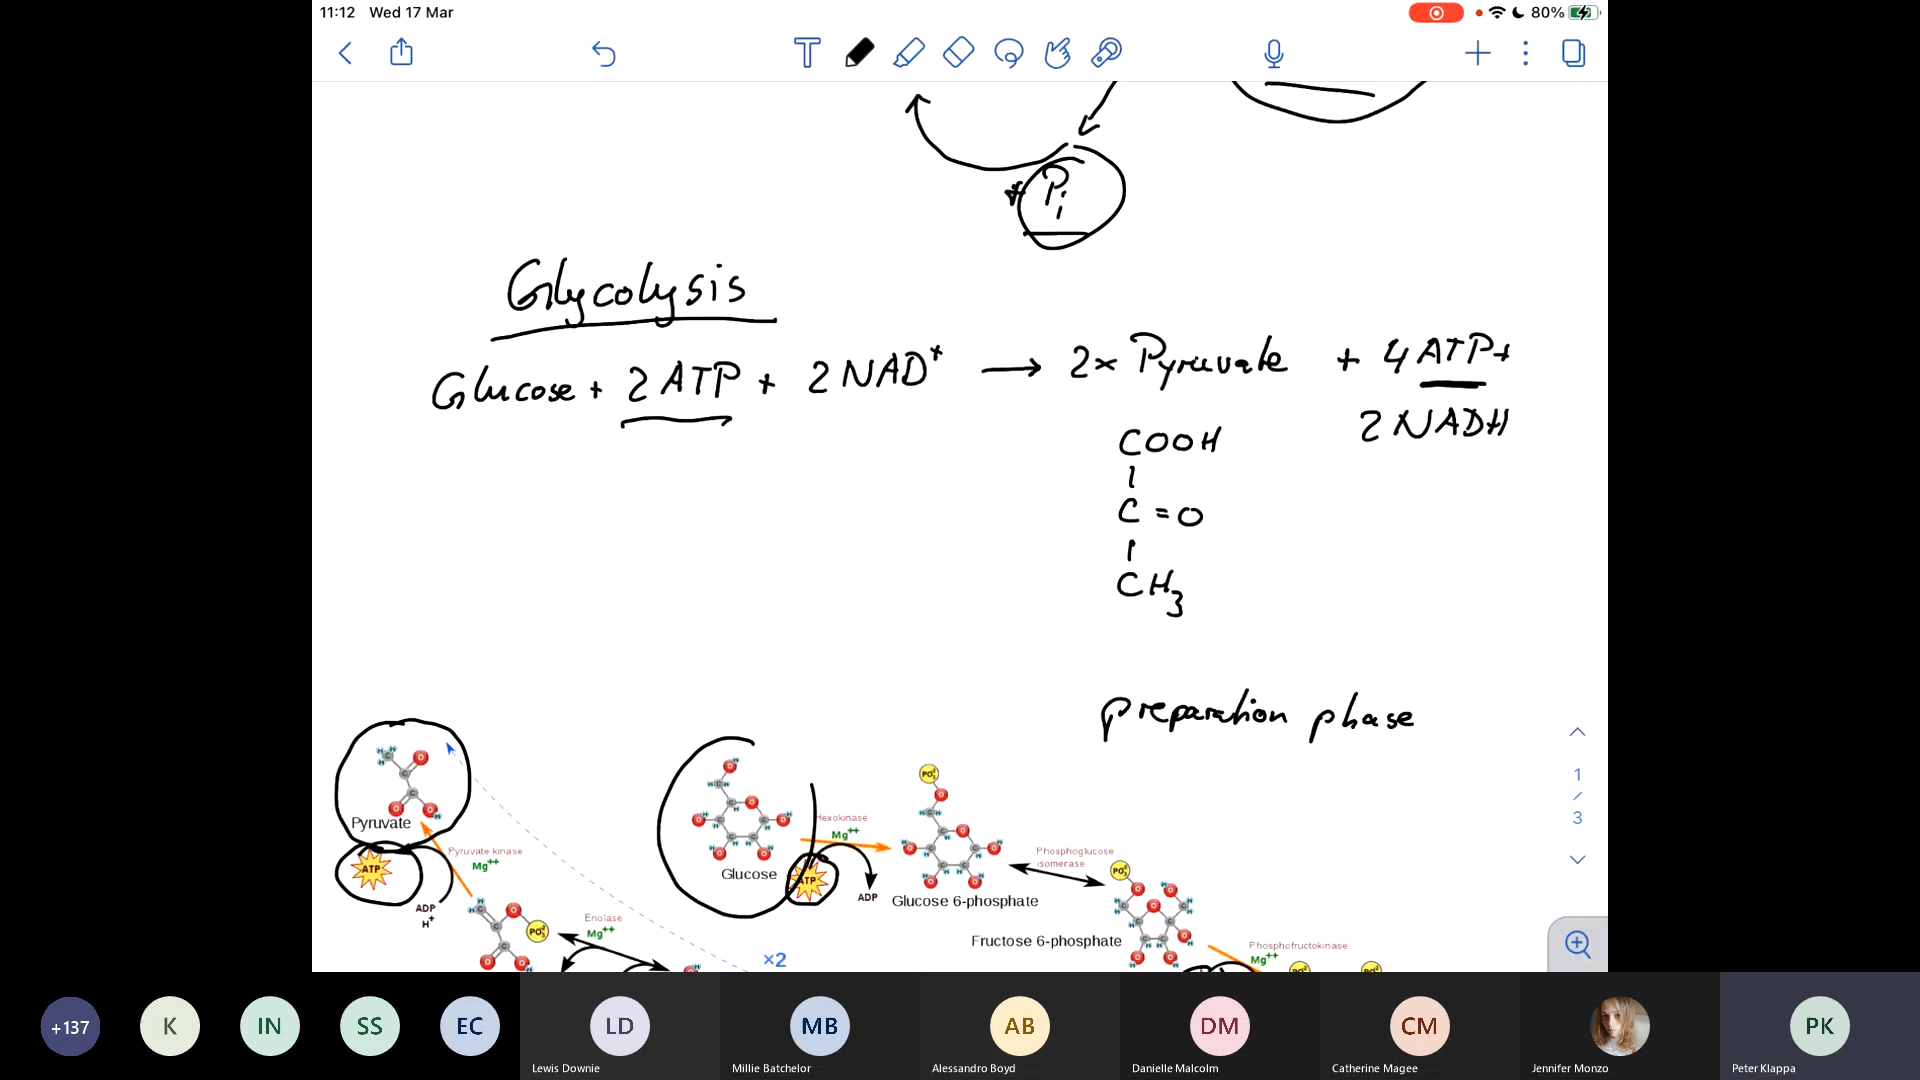 11:12 Wed 17 Mar
80%
+ Pi
Glycolysis
Glucose + 2 ATP + 2 NAD+ → 2x Pyruvate + 4 ATP +
2 NADH
COOH
C = O
CH3
preparation phase
Pyruvate
ATP
Pyruvate kinase
Mg++
ADP
H+
Enolase
Mg++
×2
Glucose
Hexokinase
Mg++
ATP
ADP
Glucose 6-phosphate
Phosphoglucose
isomerase
Fructose 6-phosphate
Phosphofructokinase
Mg++
1
/
3
+137
K
IN
SS
EC
LD
Lewis Downie
MB
Millie Batchelor
AB
Alessandro Boyd
DM
Danielle Malcolm
CM
Catherine Magee
Jennifer Monzo
PK
Peter Klappa